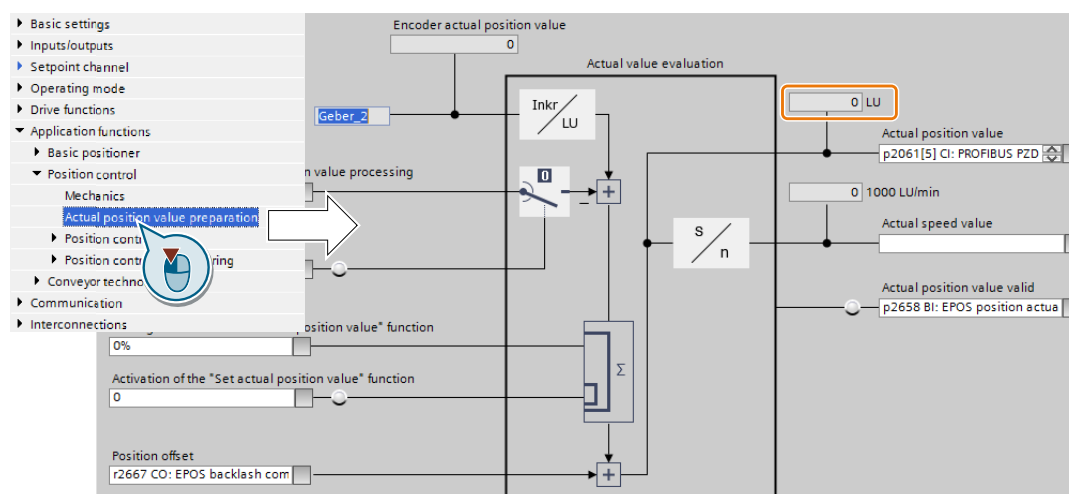 Basic settings
Inputs/outputs
Setpoint channel
Operating mode
Drive functions
Application functions
Basic positioner
Position control
Mechanics
Actual position value preparation
Position cont
Position cont ring
Conveyor techno
Communication
Interconnections
Encoder actual position value
0
Geber_2
n value processing
Actual value evaluation
Inkr
LU
0
+
−
s
n
Σ
+
0 LU
Actual position value
p2061[5] CI: PROFIBUS PZD
0 1000 LU/min
Actual speed value
Actual position value valid
p2658 BI: EPOS position actua
position value" function
0%
Activation of the "Set actual position value" function
0
Position offset
r2667 CO: EPOS backlash com